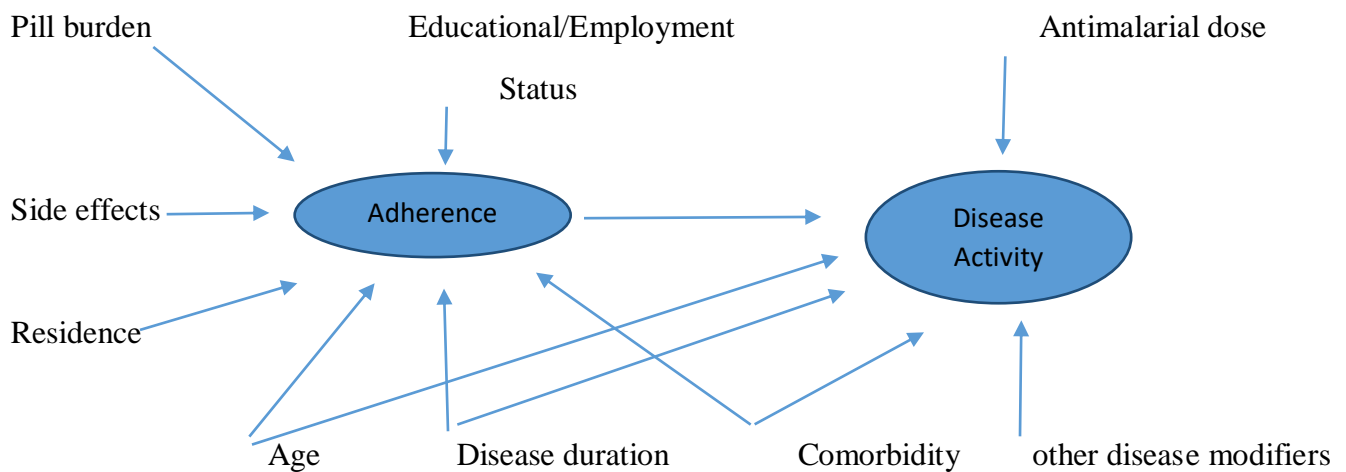 Pill burden
Educational/Employment
Status
Antimalarial dose
Side effects
Adherence
Disease
Activity
Residence
Age
Disease duration
Comorbidity
other disease modifiers